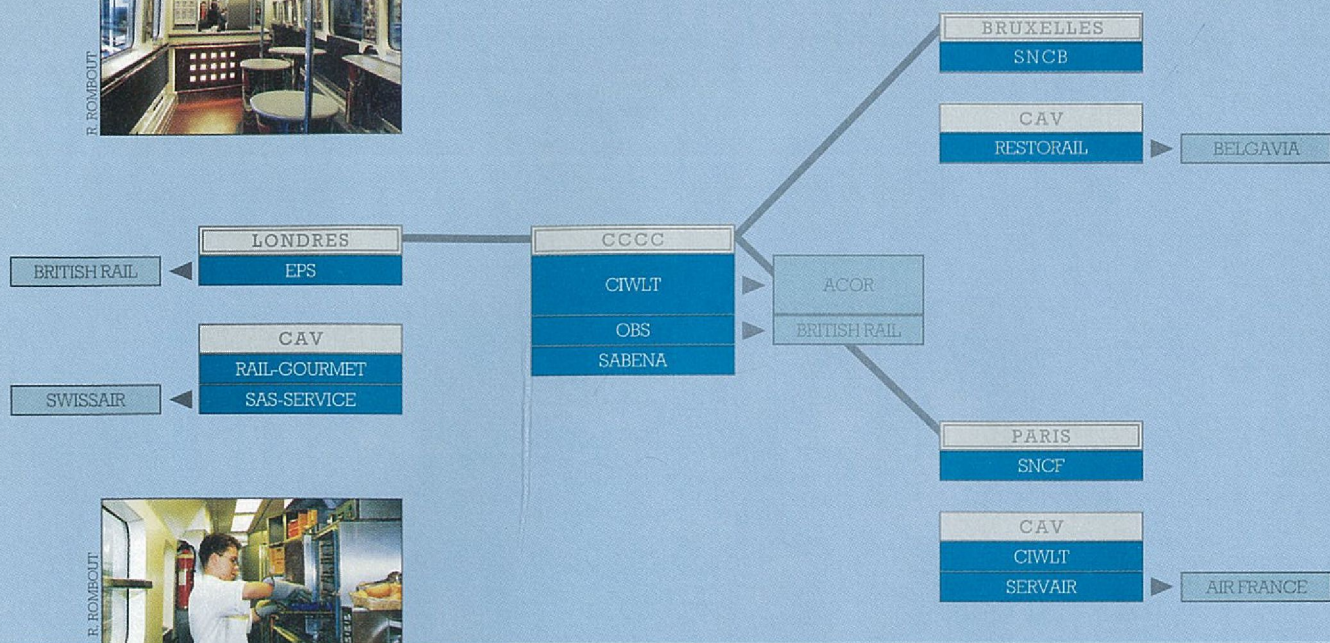 R. ROMBOUT
BRUXELLES
SNCB
CAV
RESTORAIL
BELGAVIA
LONDRES
EPS
BRITISH RAIL
CAV
RAIL-GOURMET
SAS-SERVICE
SWISSAIR
CCCC
CIWLT
OBS
SABENA
ACOR
BRITISH RAIL
PARIS
SNCF
CAV
CIWLT
SERVAIR
AIR FRANCE
R. ROMBOUT